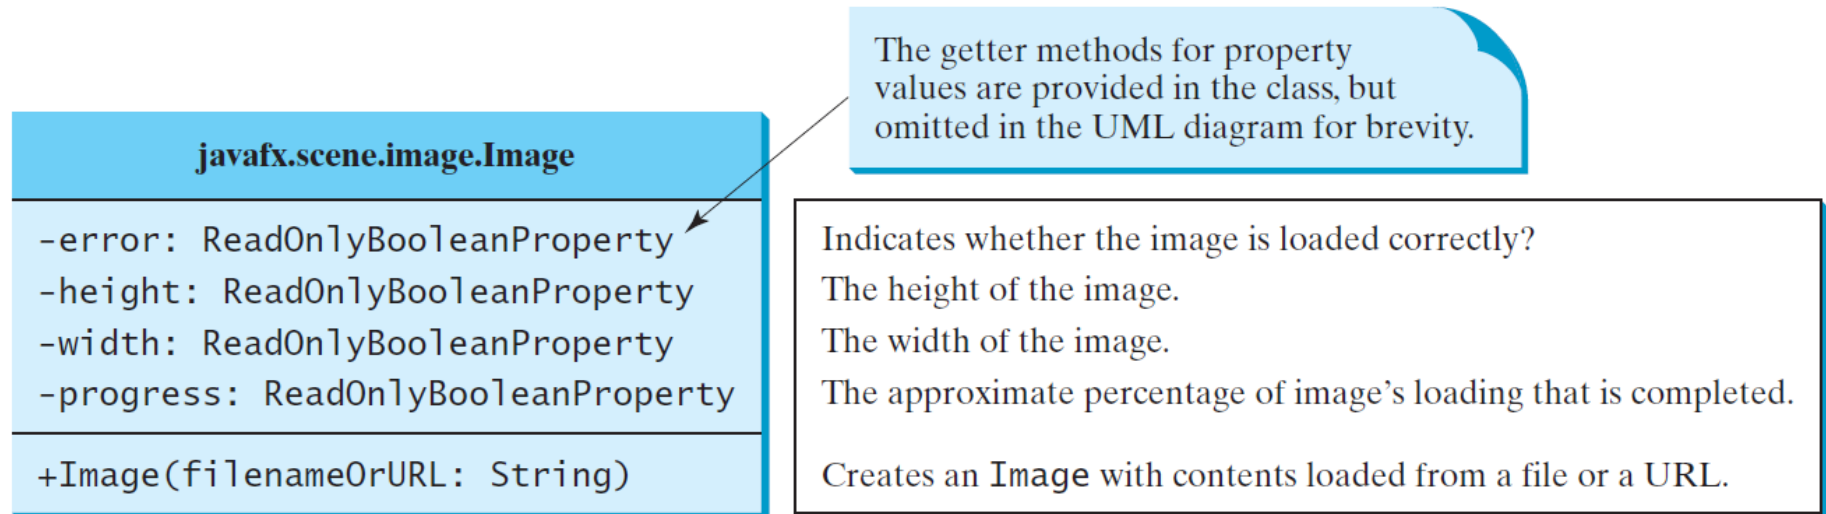 The getter methods for property
values are provided in the class, but
omitted in the UML diagram for brevity.
javafx.scene.image.Image
-error: ReadOnlyBooleanProperty
Indicates whether the image is loaded correctly?
-height: ReadOnlyBooleanProperty
The height of the image.
-width: ReadOnlyBooleanProperty
The width of the image.
-progress: ReadOnlyBooleanProperty
The approximate percentage of image’s loading that is completed.
+Image(filenameOrURL: String)
Creates an Image with contents loaded from a file or a URL.